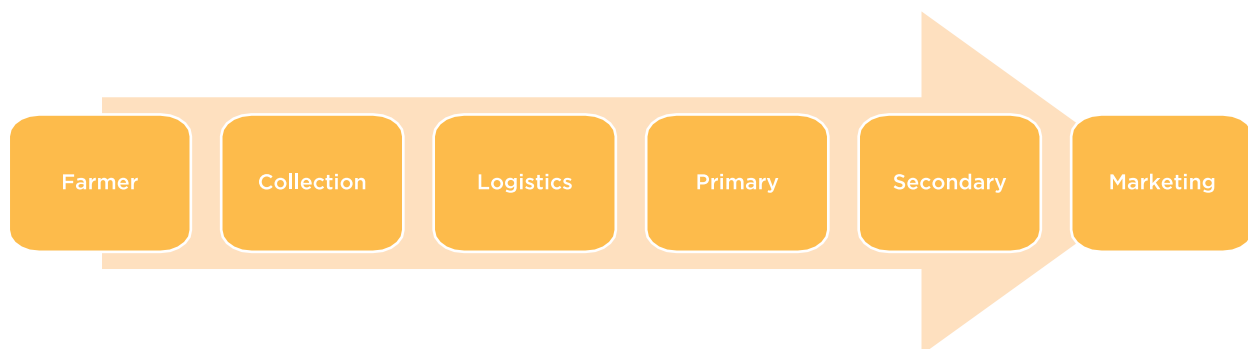 Farmer
Collection
Logistics
Primary
Secondary
Marketing